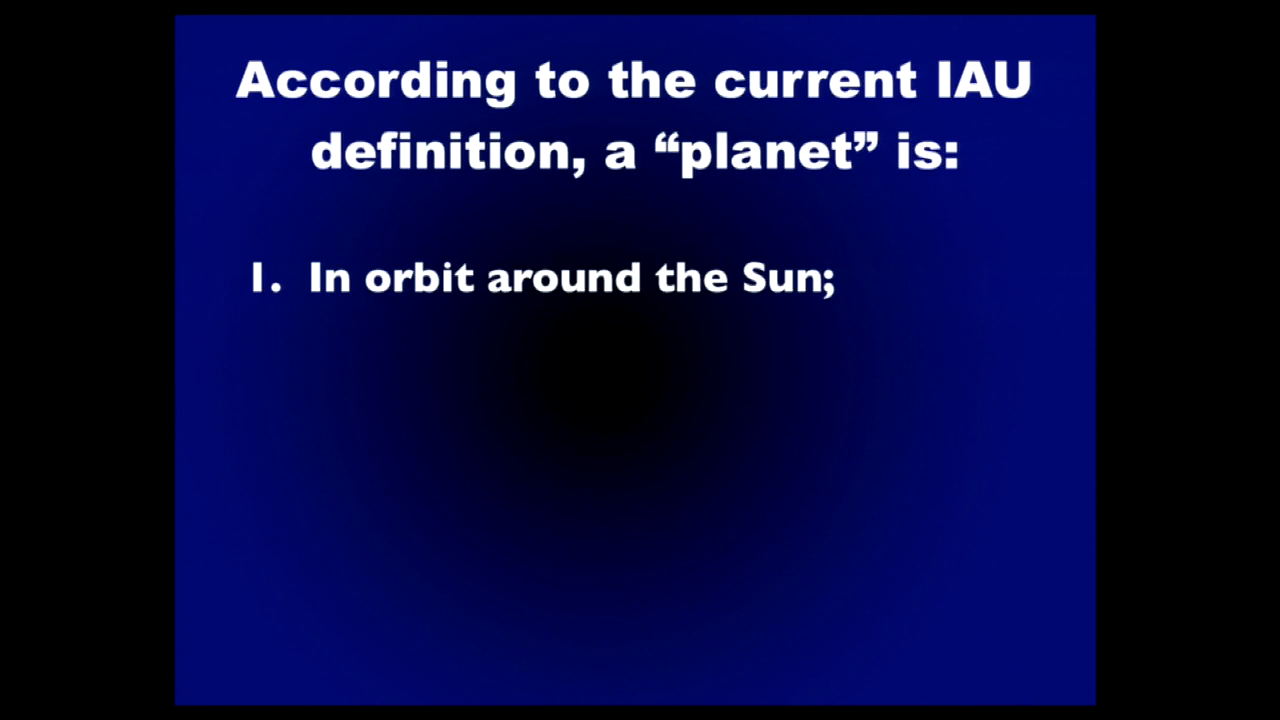 According to the current IAU
definition, a “planet” is:
1. In orbit around the Sun;